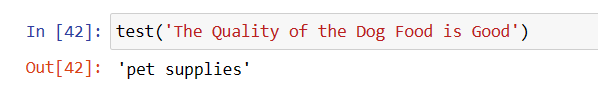 In [42]: test('The Quality of the Dog Food is Good')
Out[42]: 'pet supplies'